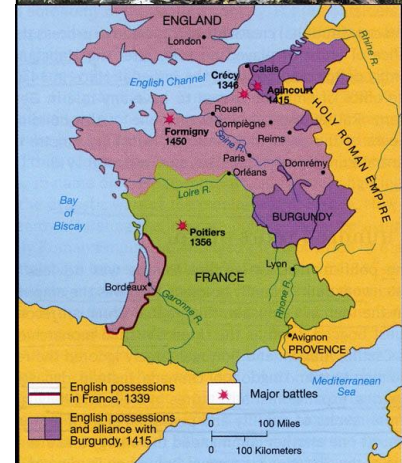 ENGLAND
London
English Channel
Calais
Crécy
1346
Agincourt
1415
Rhine R.
HOLY ROMAN EMPIRE
Rouen
Compiègne
Reims
Formigny
1450
Seine R.
Paris
Domrémy
Orléans
Loire R.
Bay
of
Biscay
BURGUNDY
Poitiers
1356
FRANCE
Lyon
Bordeaux
Garonne R.
Rhone R.
Avignon
PROVENCE
Mediterranean
Sea
English possessions
in France, 1339
Major battles
English possessions
and alliance with
Burgundy, 1415
0 100 Miles
0 100 Kilometers